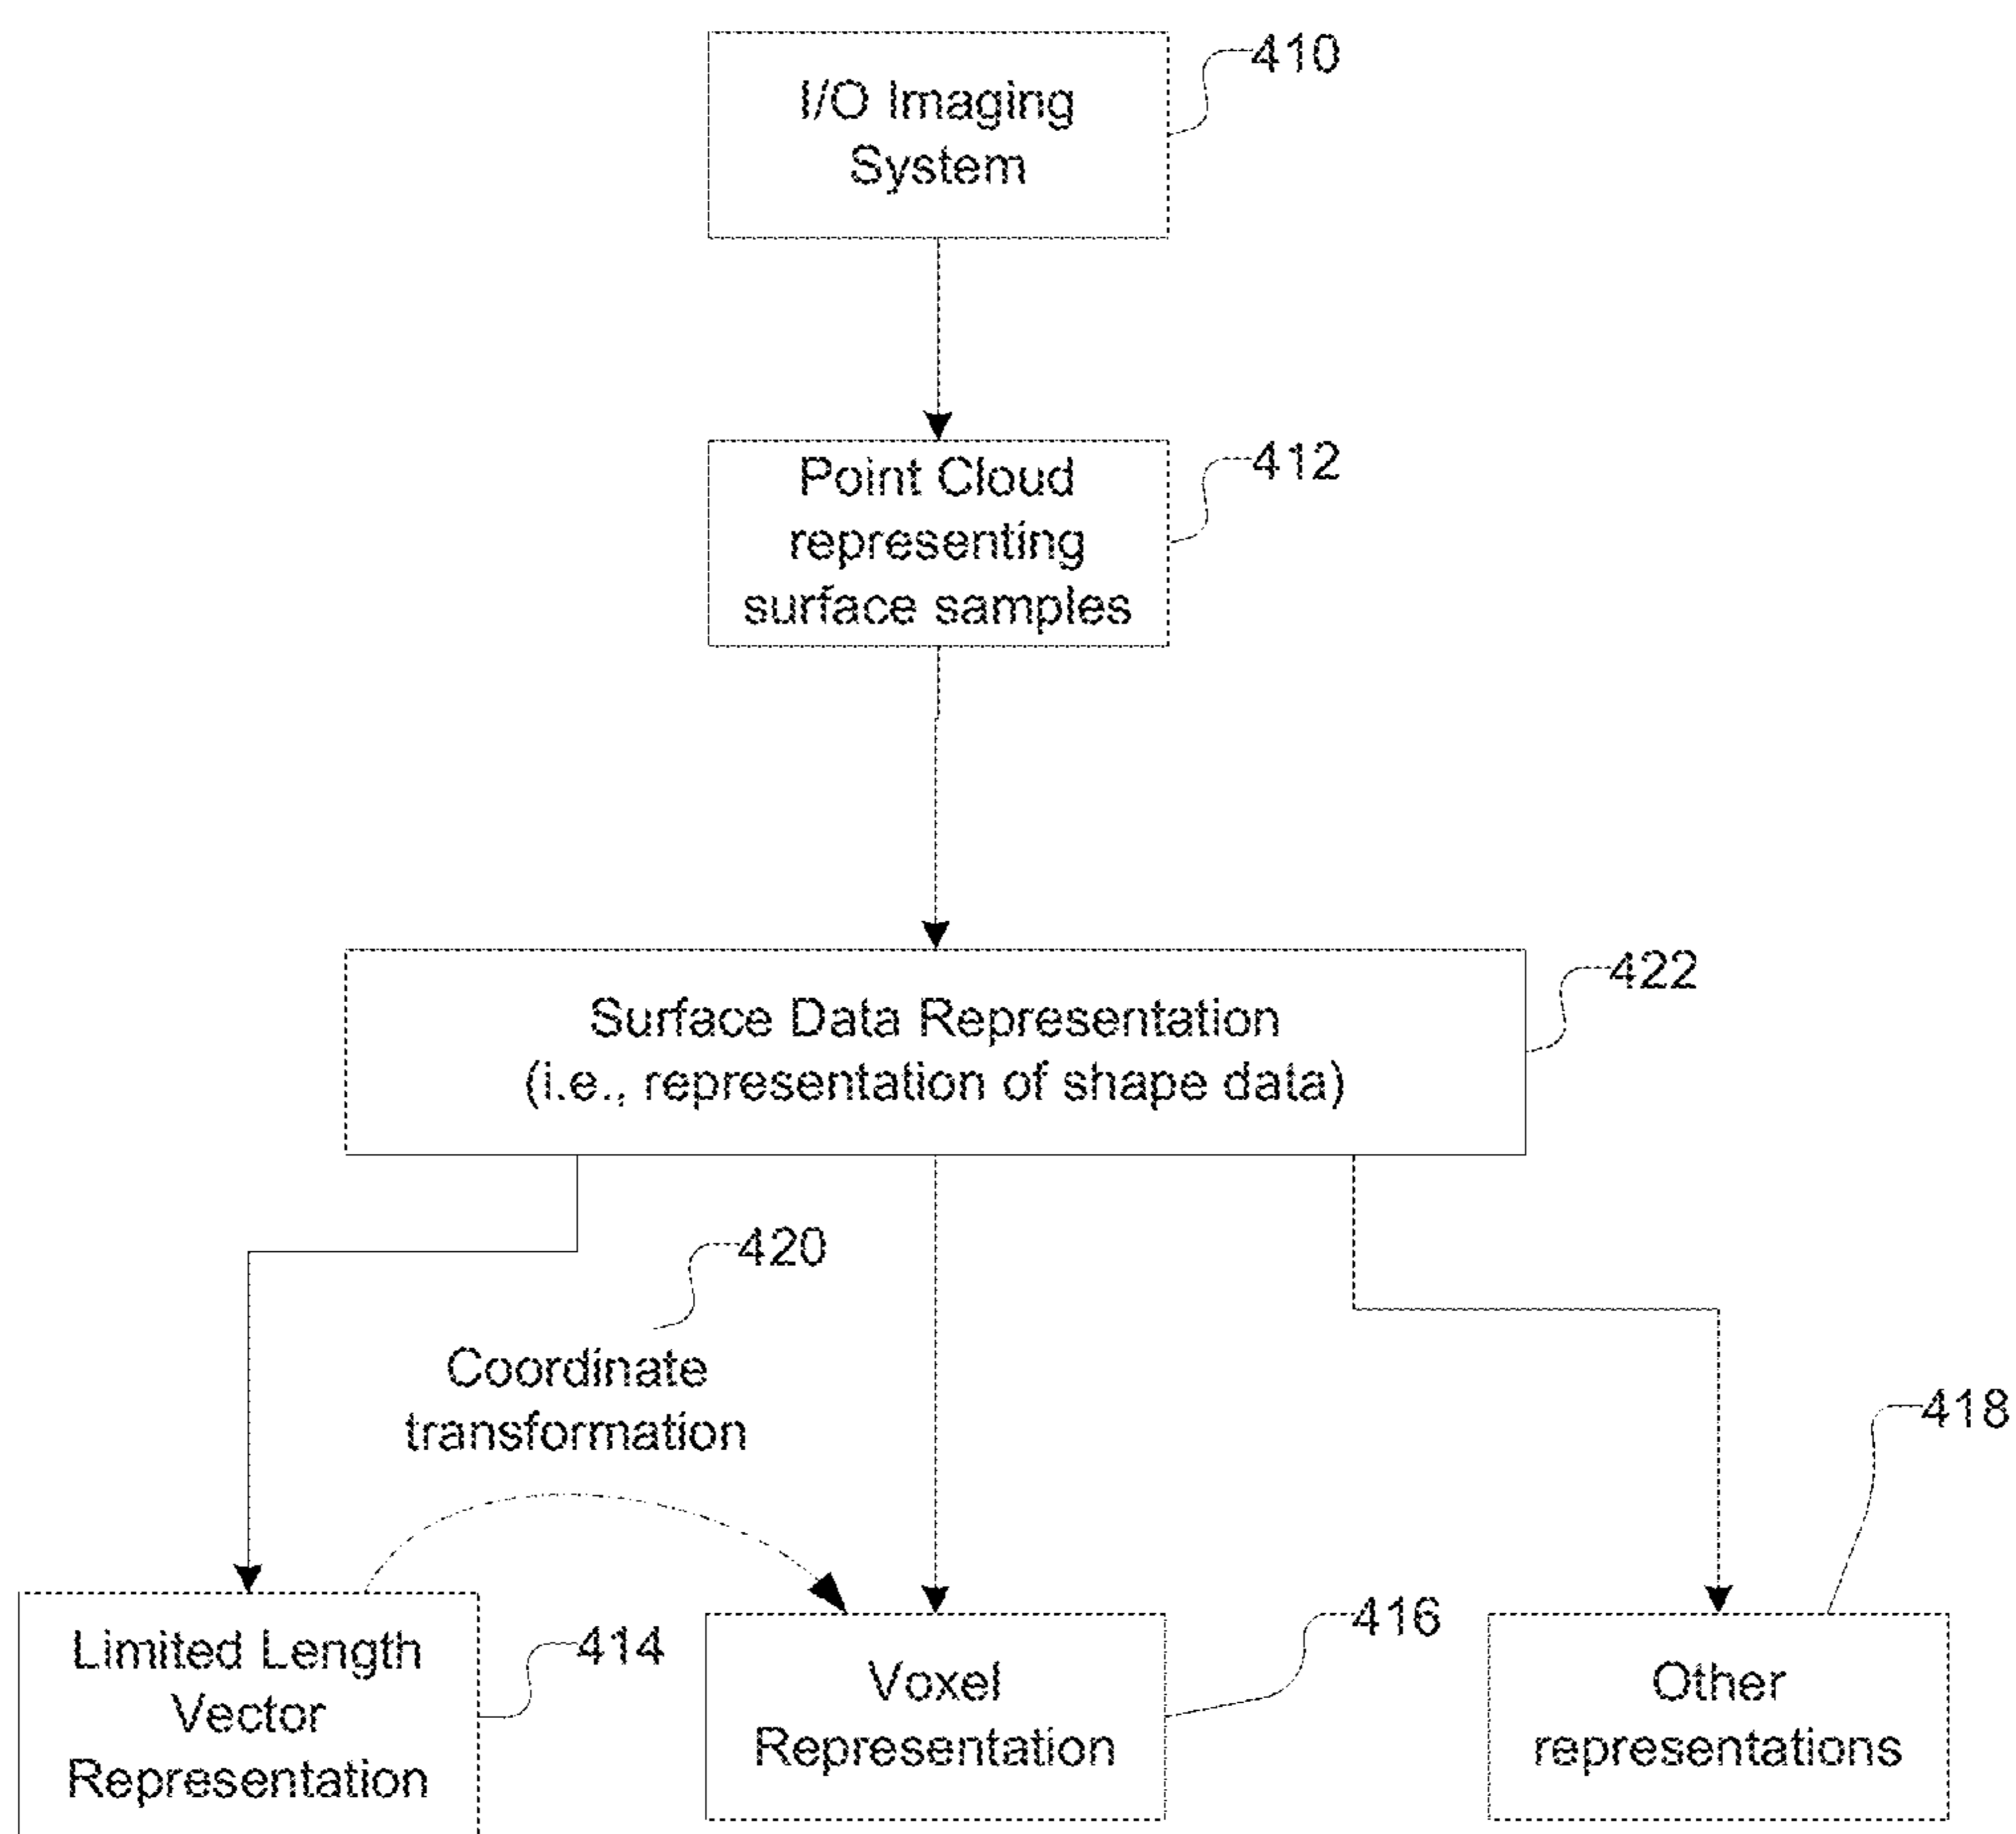 410
I/O Imaging
System
412
Point Cloud
representing
surface samples
422
Surface Data Representation
(i.e., representation of shape data)
420
Coordinate
transformation
418
414
Limited Length
Vector
Representation
416
Voxel
Representation
Other
representations